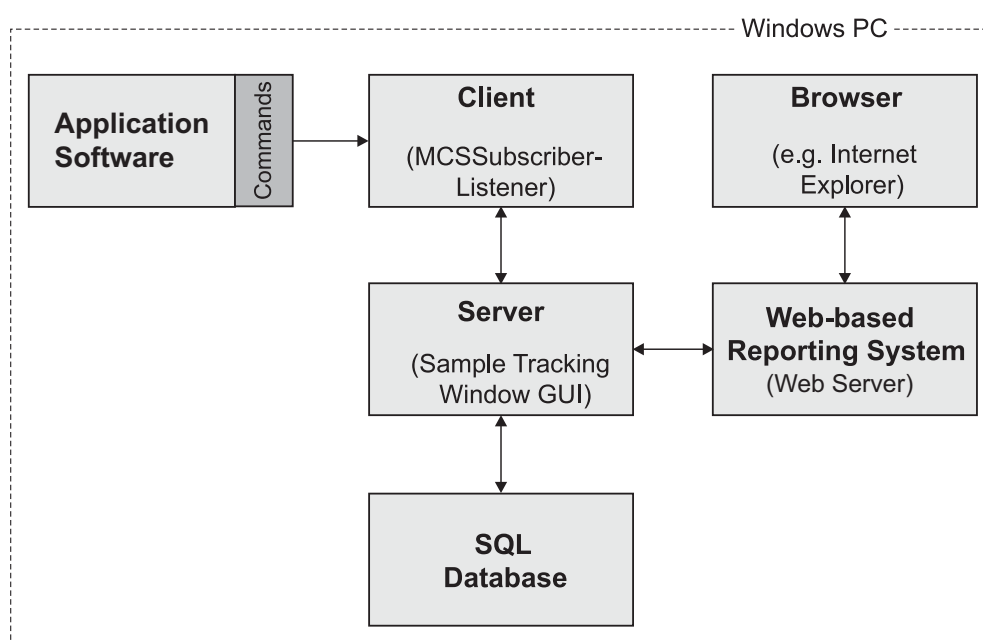 Windows PC
Application
Software
Commands
Client
(MCSSubscriber-
Listener)
Browser
(e.g. Internet
Explorer)
Server
(Sample Tracking
Window GUI)
Web-based
Reporting System
(Web Server)
SQL
Database